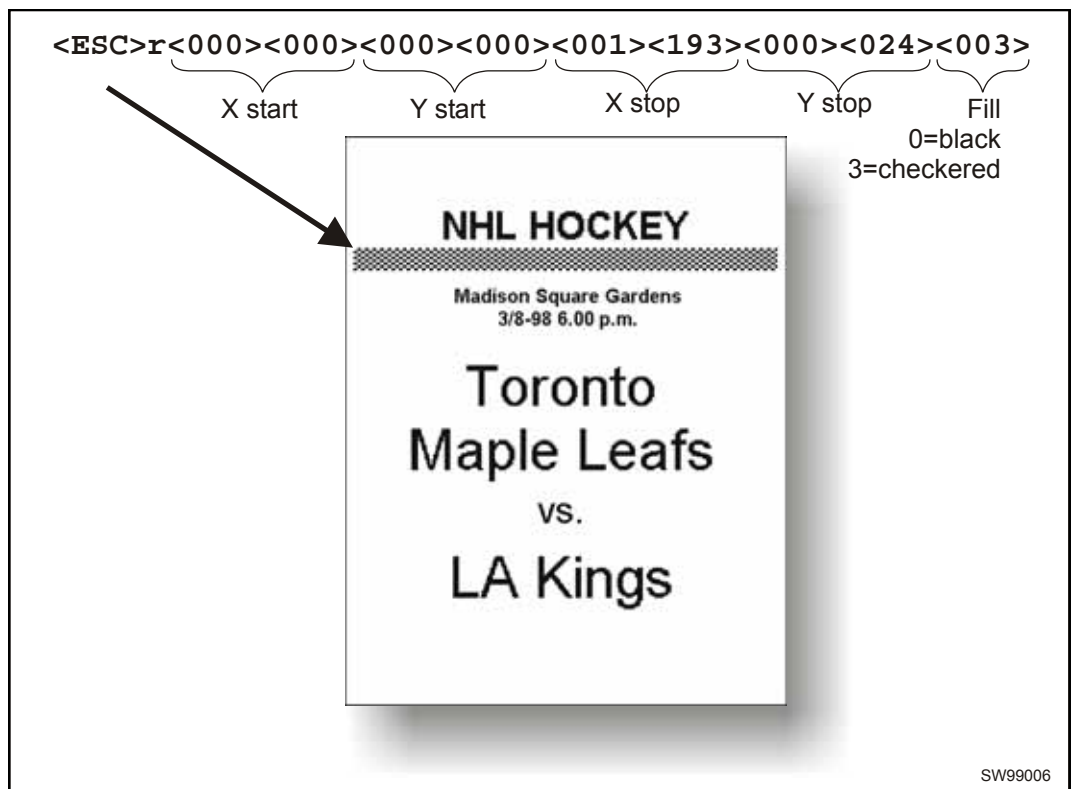 <ESC>r<000><000><000><000><001><193><000><024><003>
X start Y start X stop Y stop Fill
0=black
3=checkered
NHL HOCKEY
Madison Square Gardens
3/8-98 6.00 p.m.
Toronto
Maple Leafs
vs.
LA Kings
SW99006